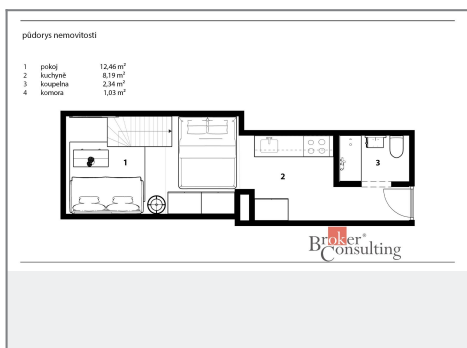 půdorys nemovitosti
1 pokoj 12,46 m²
2 kuchyně 8,19 m²
3 koupelna 2,34 m²
4 komora 1,03 m²
1
2
3
Broker®
Consulting